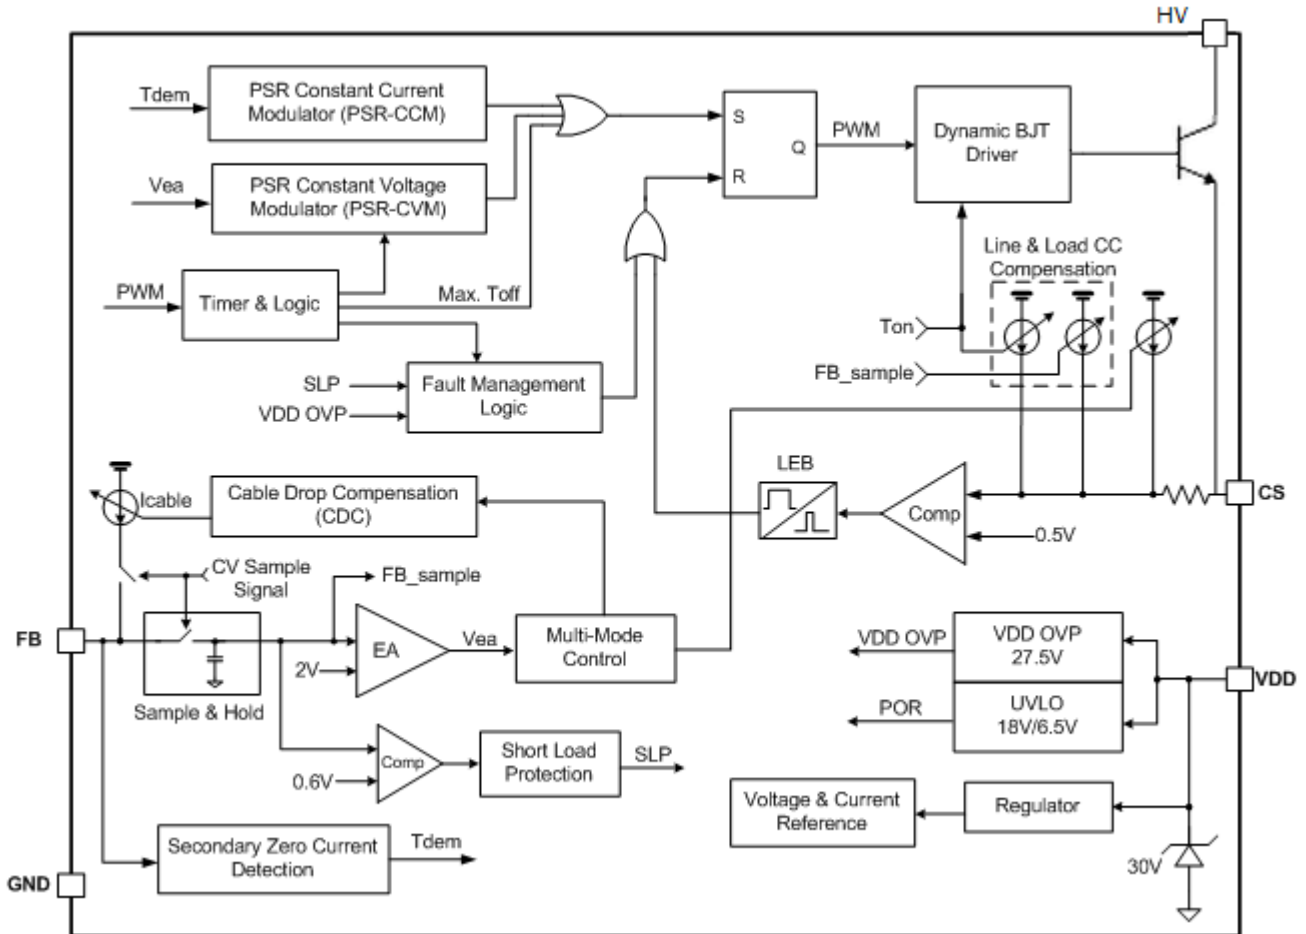 HV
Tdem
PSR Constant Current
Modulator (PSR-CCM)
S
Q
R
PWM
Dynamic BJT
Driver
Vea
PSR Constant Voltage
Modulator (PSR-CVM)
Line & Load CC
Compensation
PWM
Timer & Logic
Max. Toff
Ton
FB_sample
SLP
VDD OVP
Fault Management
Logic
LEB
Icable
Cable Drop Compensation
(CDC)
Comp
CS
0.5V
CV Sample
Signal
FB_sample
FB
EA
Vea
2V
Multi-Mode
Control
VDD OVP
VDD OVP
27.5V
VDD
Sample & Hold
POR
UVLO
18V/6.5V
Comp
0.6V
Short Load
Protection
SLP
Voltage & Current
Reference
Regulator
Secondary Zero Current
Detection
Tdem
30V
GND